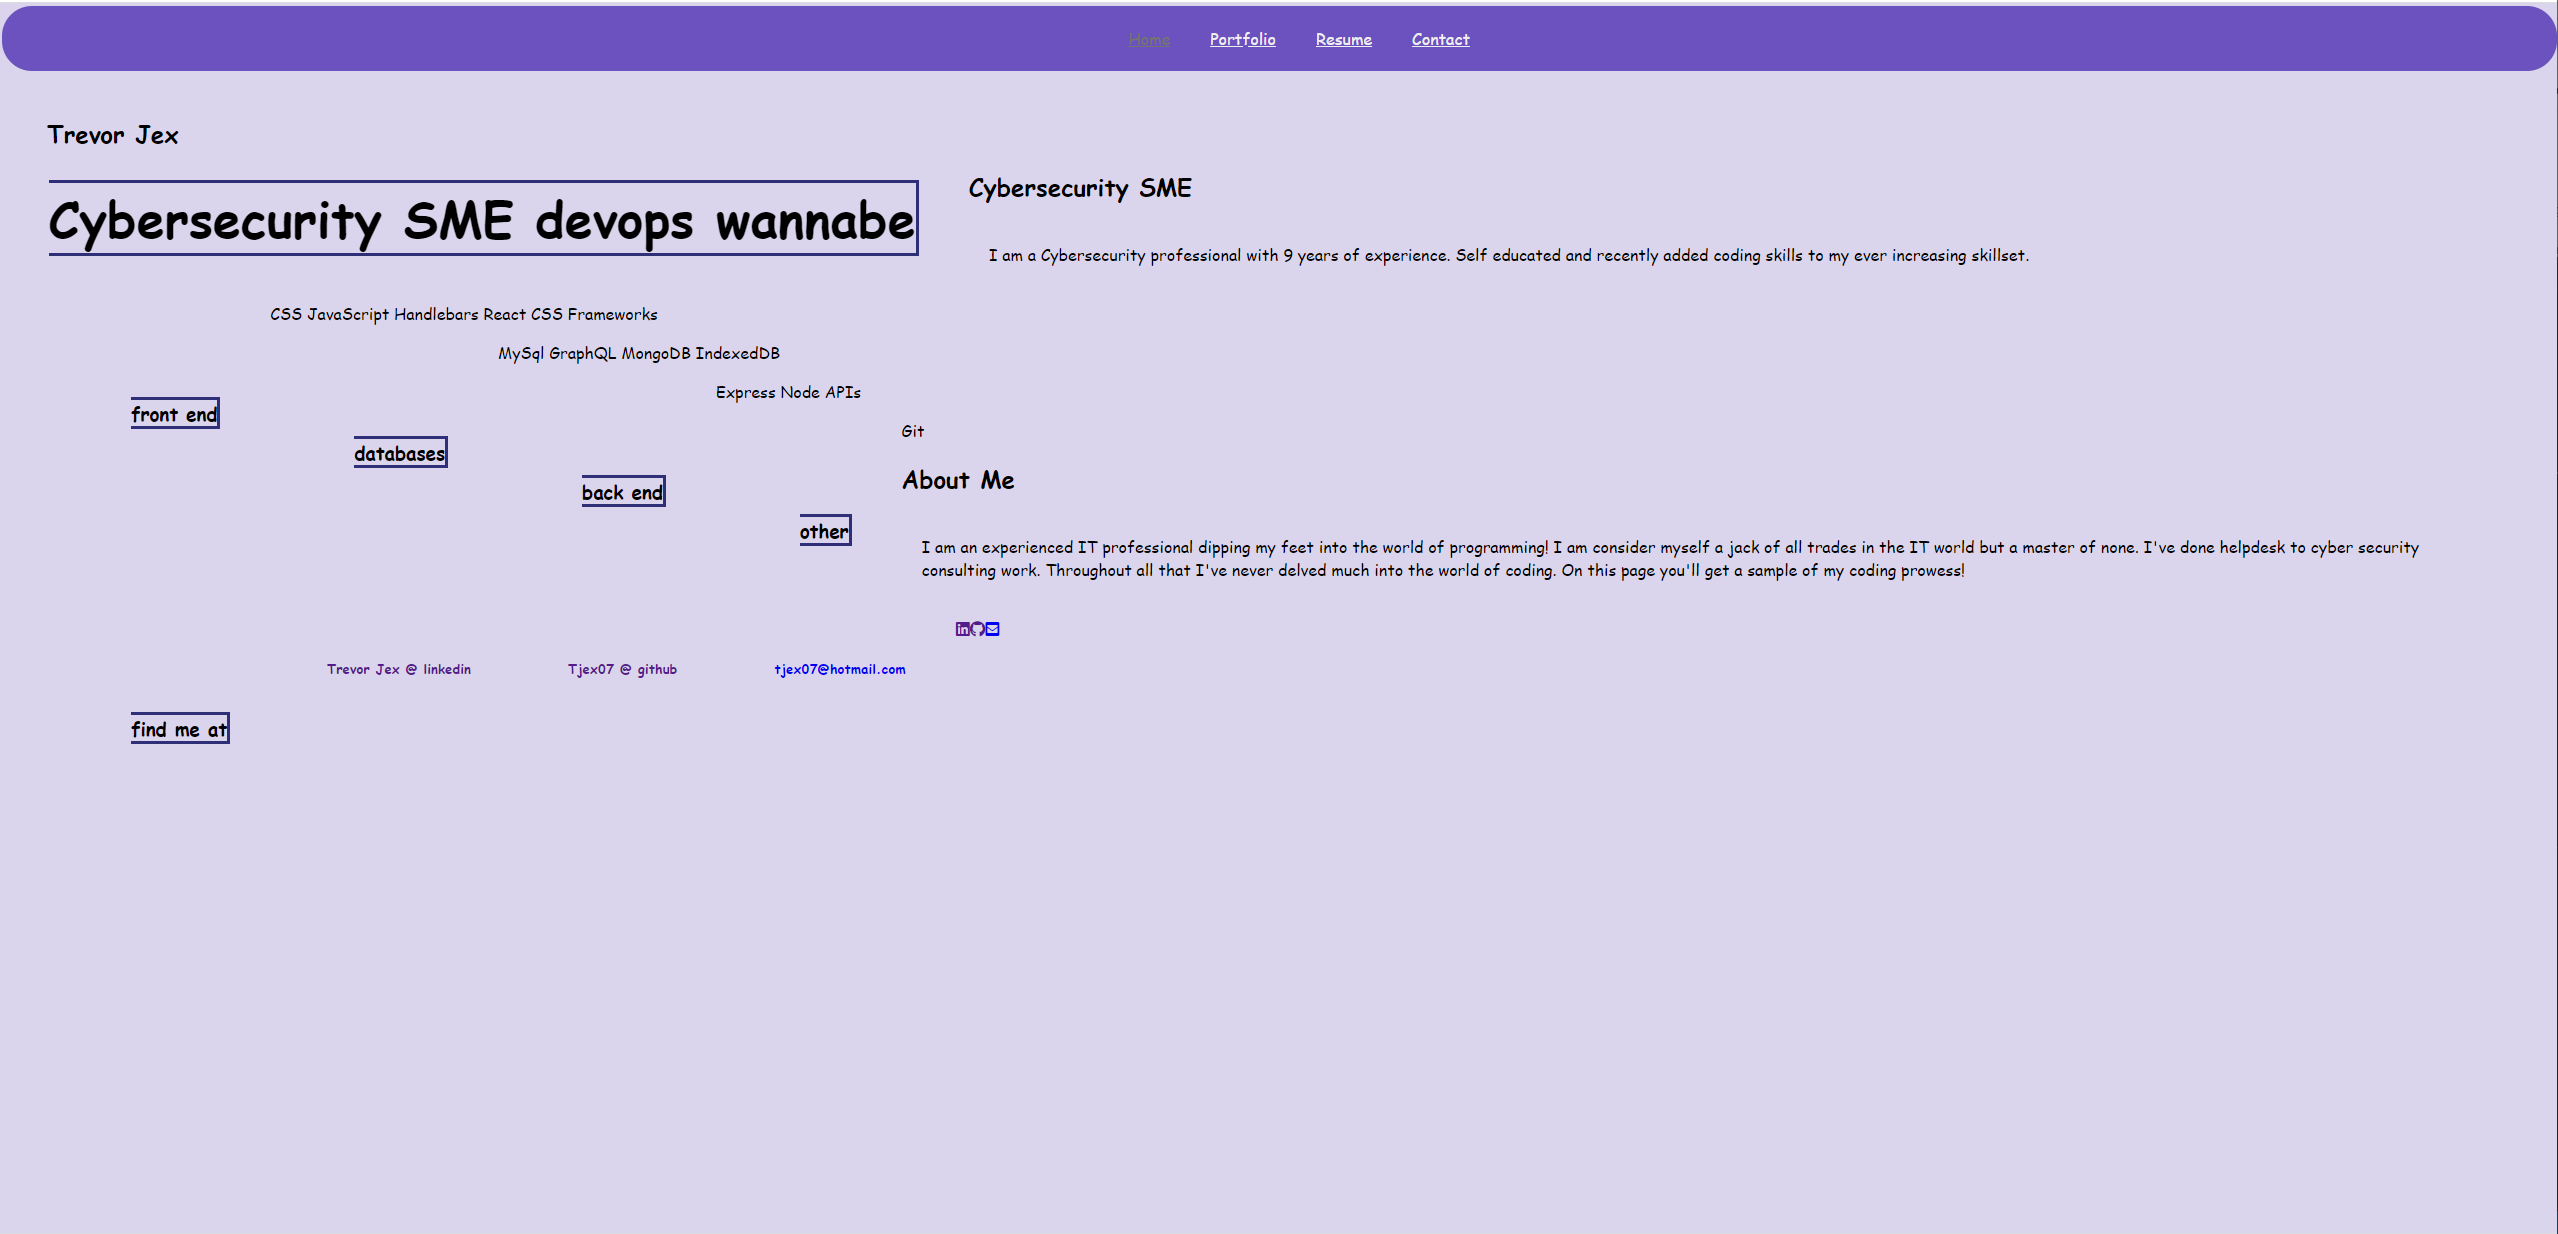 Home Portfolio Resume Contact
Trevor Jex
Cybersecurity SME devops wannabe
Cybersecurity SME
I am a Cybersecurity professional with 9 years of experience. Self educated and recently added coding skills to my ever increasing skillset.
CSS JavaScript Handlebars React CSS Frameworks
MySql GraphQL MongoDB IndexedDB
Express Node APIs
front end
Git
databases
About Me
back end
other
I am an experienced IT professional dipping my feet into the world of programming! I am consider myself a jack of all trades in the IT world but a master of none. I've done helpdesk to cyber security
consulting work. Throughout all that I've never delved much into the world of coding. On this page you'll get a sample of my coding prowess!
Trevor Jex @ linkedin Tjex07 @ github tjex07@hotmail.com
find me at